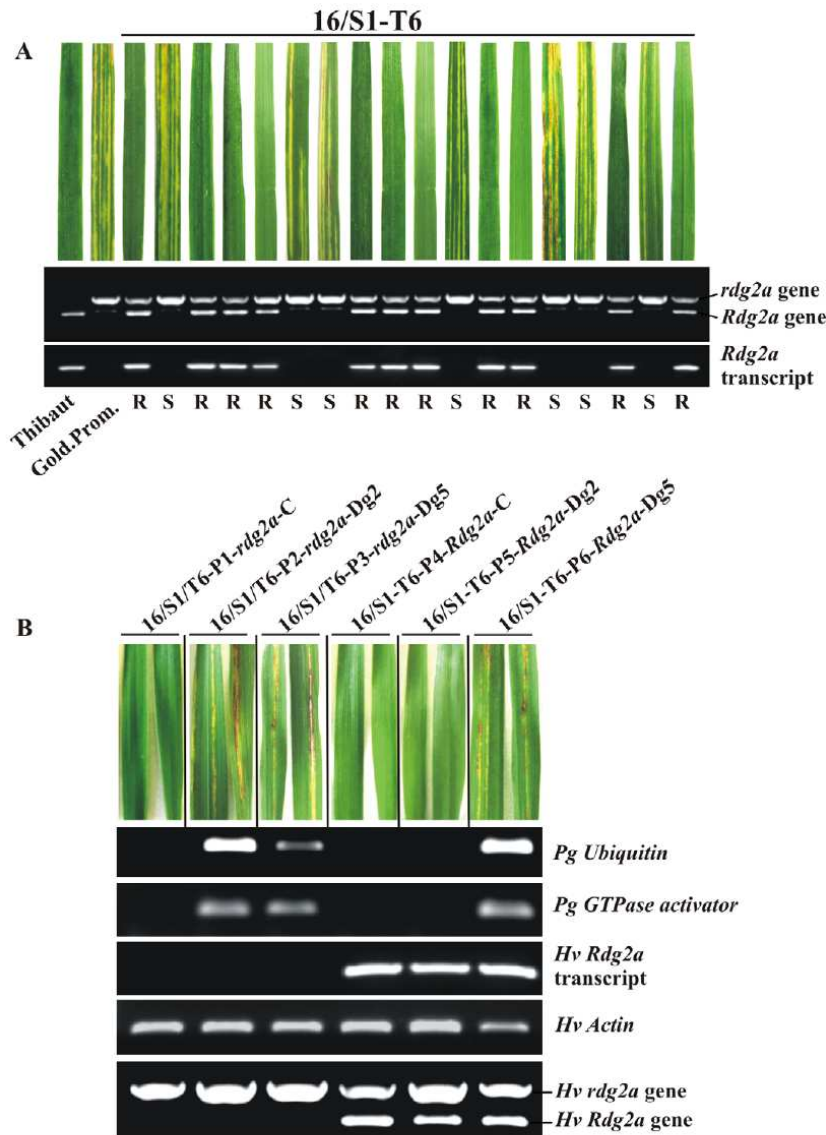 16/S1-T6
A
rdg2a gene
Rdg2a gene
Rdg2a
transcript
R S R R R S S R R R S R R S S R S R
Thibaut
Gold.Prom.
16/S1/T6-P1-rdg2a-C
16/S1/T6-P2-rdg2a-Dg2
16/S1/T6-P3-rdg2a-Dg5
16/S1-T6-P4-Rdg2a-C
16/S1-T6-P5-Rdg2a-Dg2
16/S1-T6-P6-Rdg2a-Dg5
B
Pg Ubiquitin
Pg GTPase activator
Hv Rdg2a
transcript
Hv Actin
Hv rdg2a gene
Hv Rdg2a gene